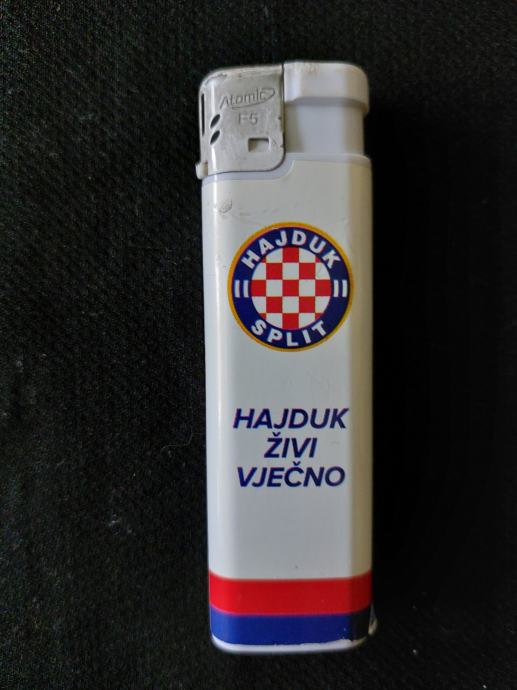 Atomic
F5
HAJDUK
SPLIT
HAJDUK
ŽIVI
VJEČNO